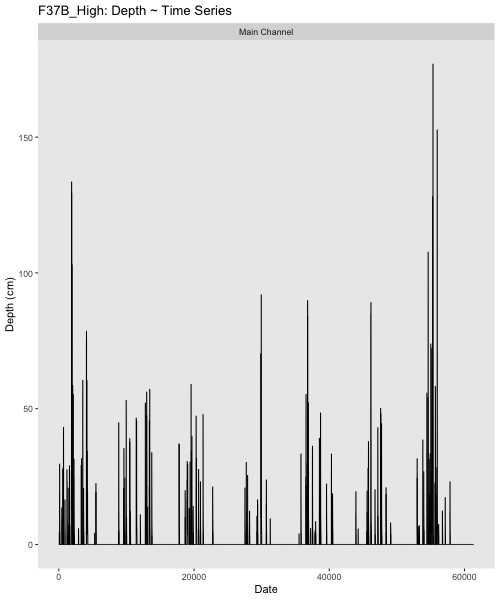 F37B_High: Depth ~ Time Series
Main Channel
150
100
50
0
Depth (cm)
0 20000 40000 60000
Date